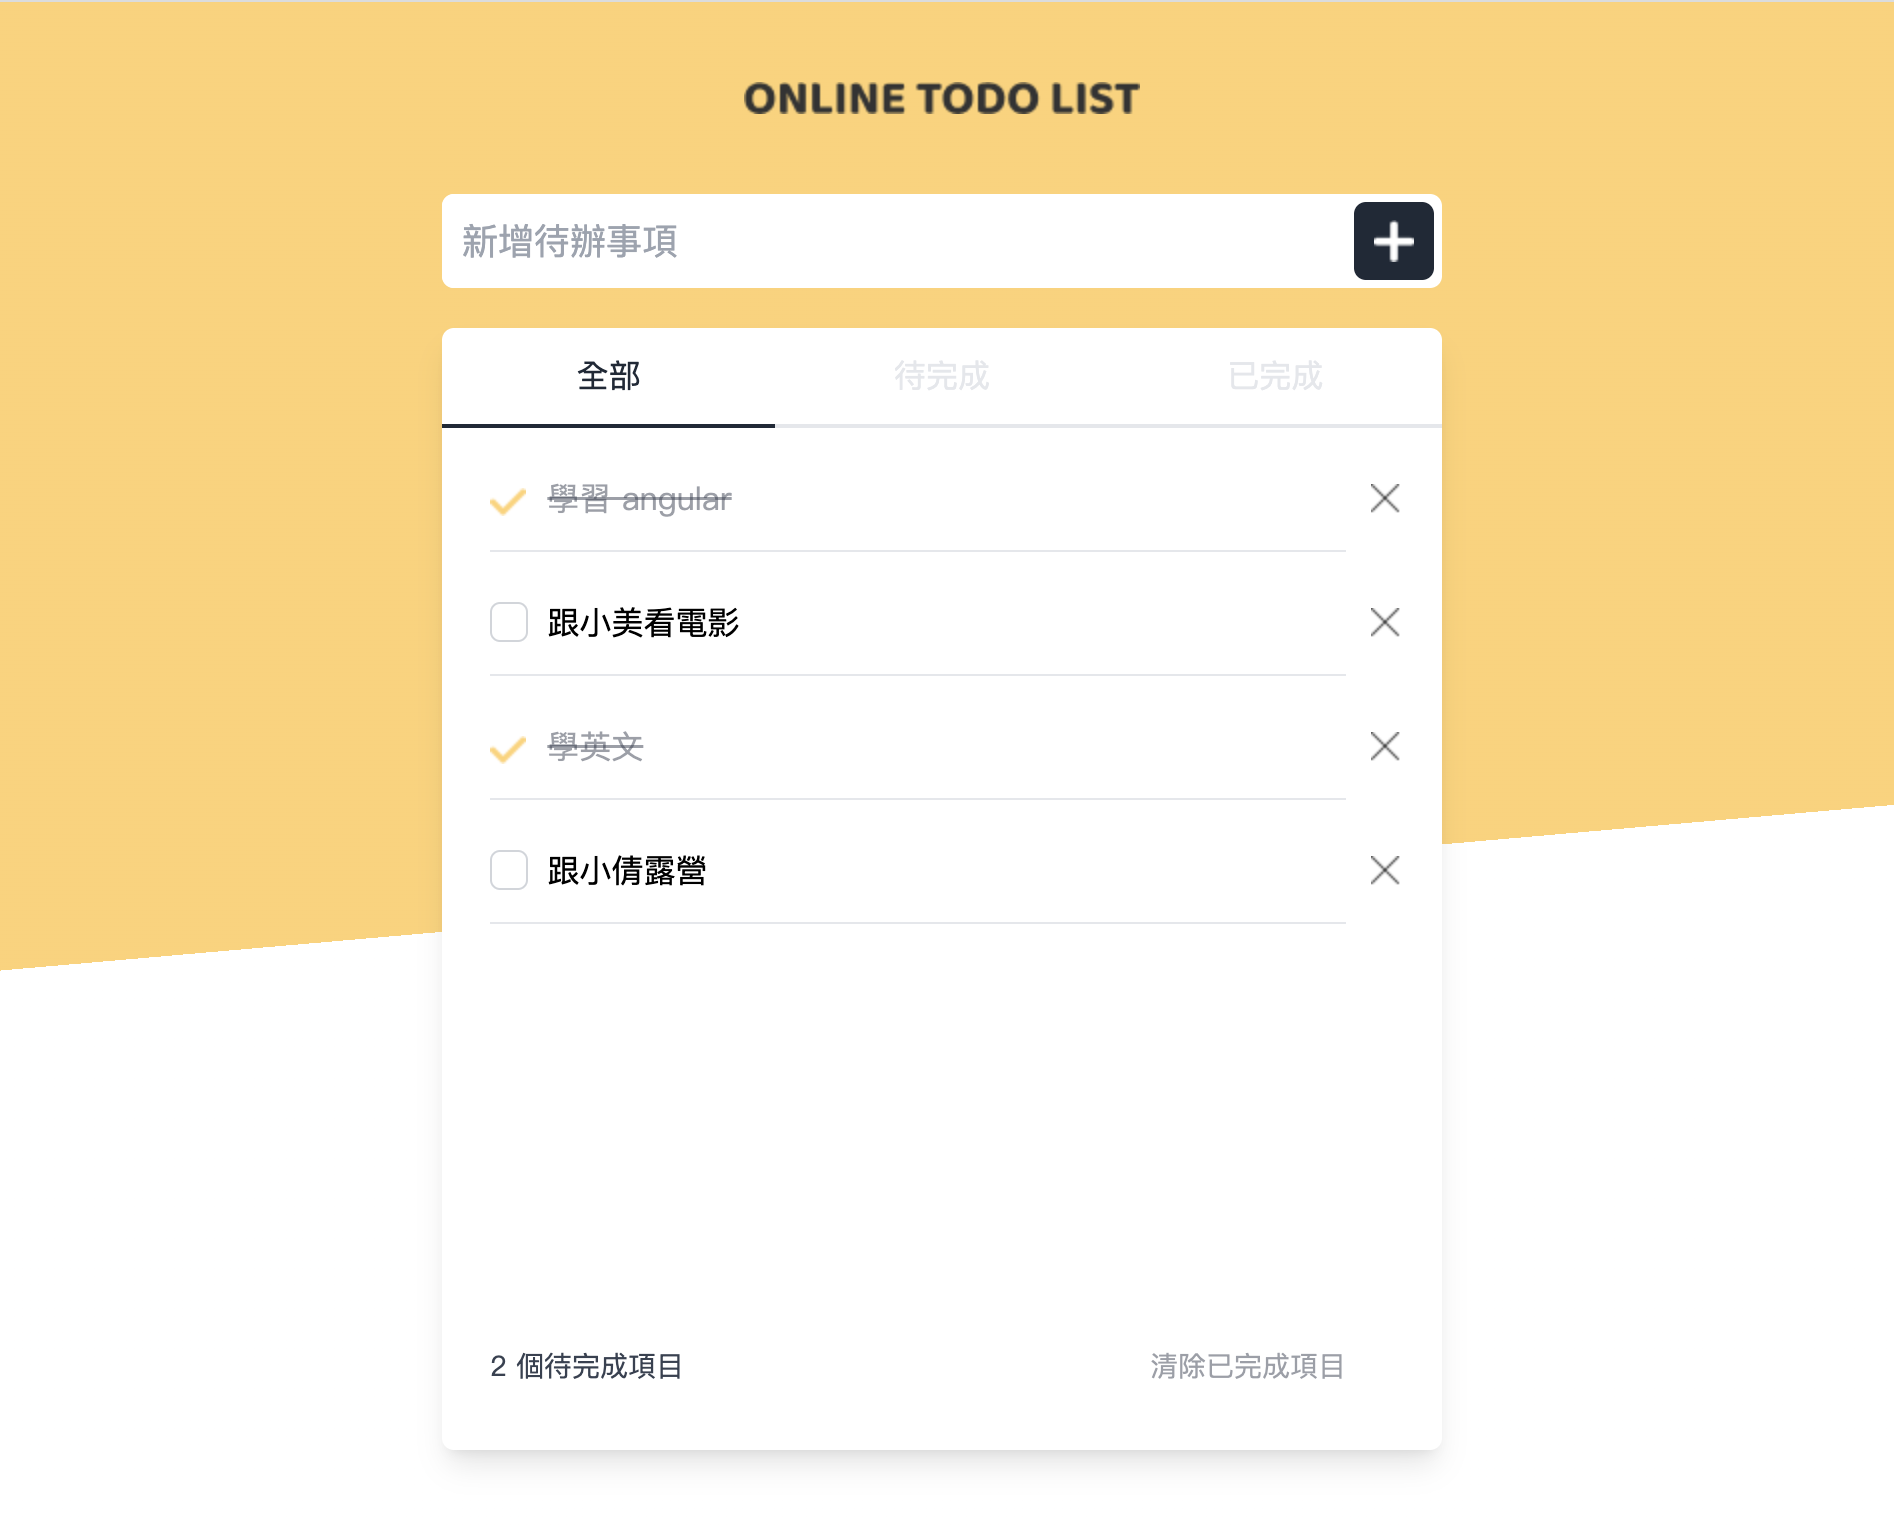 ONLINE TODO LIST
新增待辦事項
全部 待完成 已完成
學習 angular
跟小美看電影
學英文
跟小倩露營
2 個待完成項目 清除已完成項目